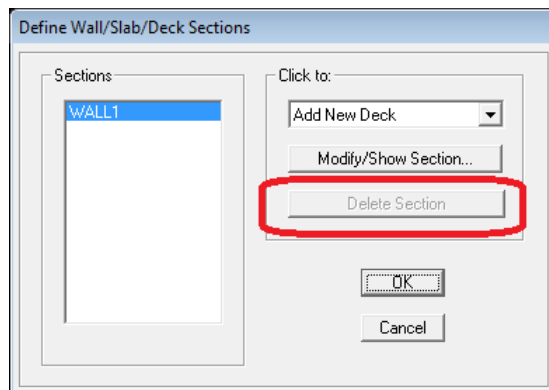 Define Wall/Slab/Deck Sections
Sections
WALL1
Click to:
Add New Deck
Modify/Show Section...
Delete Section
OK
Cancel